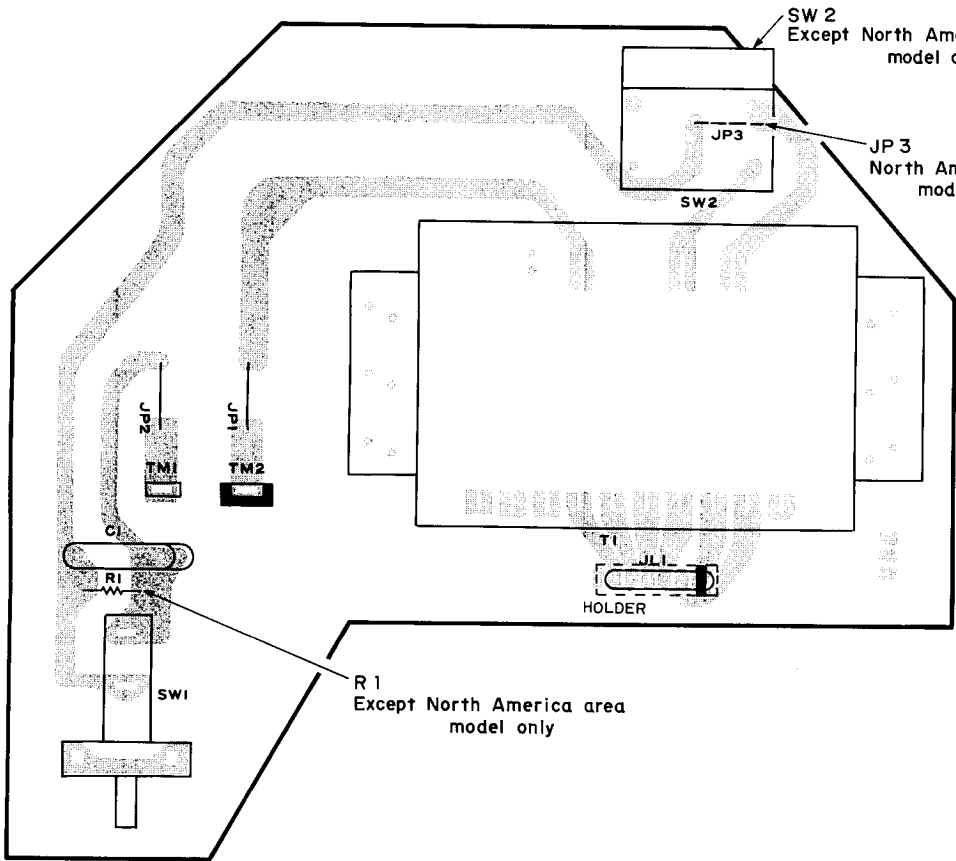 SW 2
Except North Ame
model o
JP3
JP 3
North Am
mod
SW2
JP2
JP1
TM1
TM2
C1
T1
R1
JL1
HOLDER
R 1
Except North America area
model only
SW1